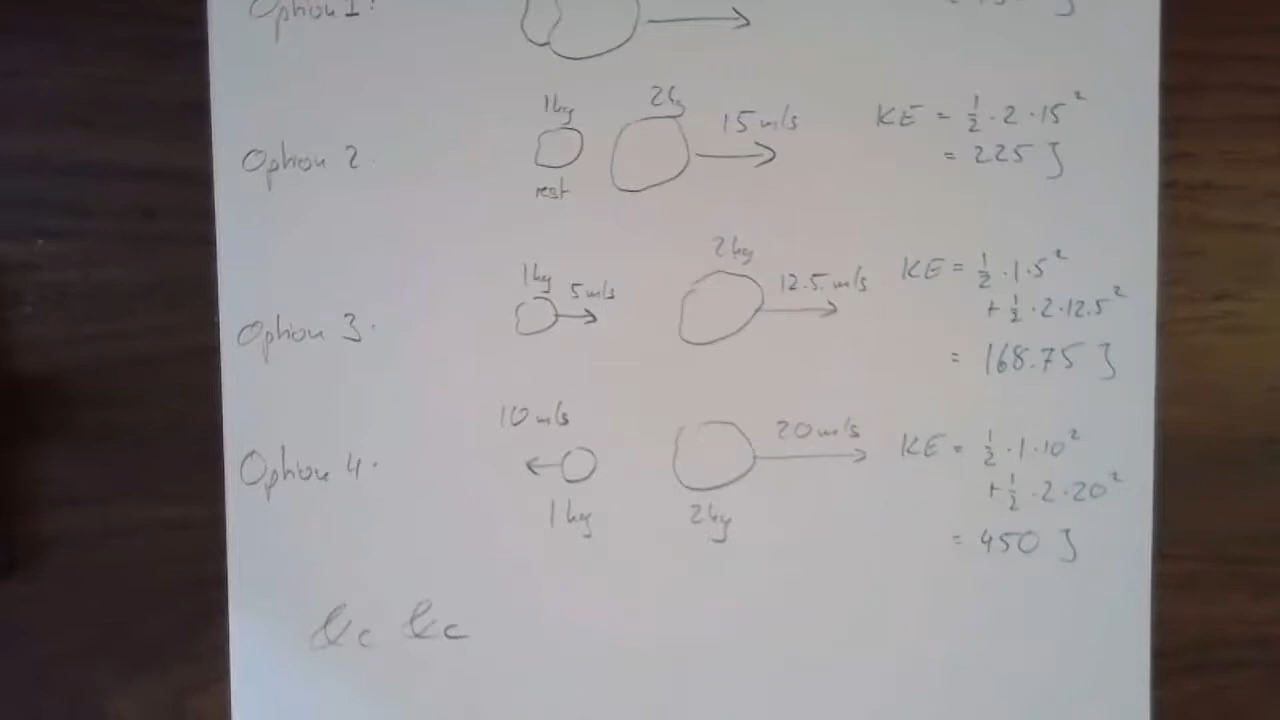 Option 1:
1kg 2kg 15 m/s KE = 1/2 · 2 · 15²
Option 2.
rest = 225 J
1kg 5 m/s 2kg 12.5 m/s KE = 1/2 · 1 · 5²
Option 3. + 1/2 · 2 · 12.5²
= 168.75 J
10 m/s 20 m/s KE = 1/2 · 1 · 10²
Option 4. + 1/2 · 2 · 20²
1kg 2kg = 450 J
&c &c